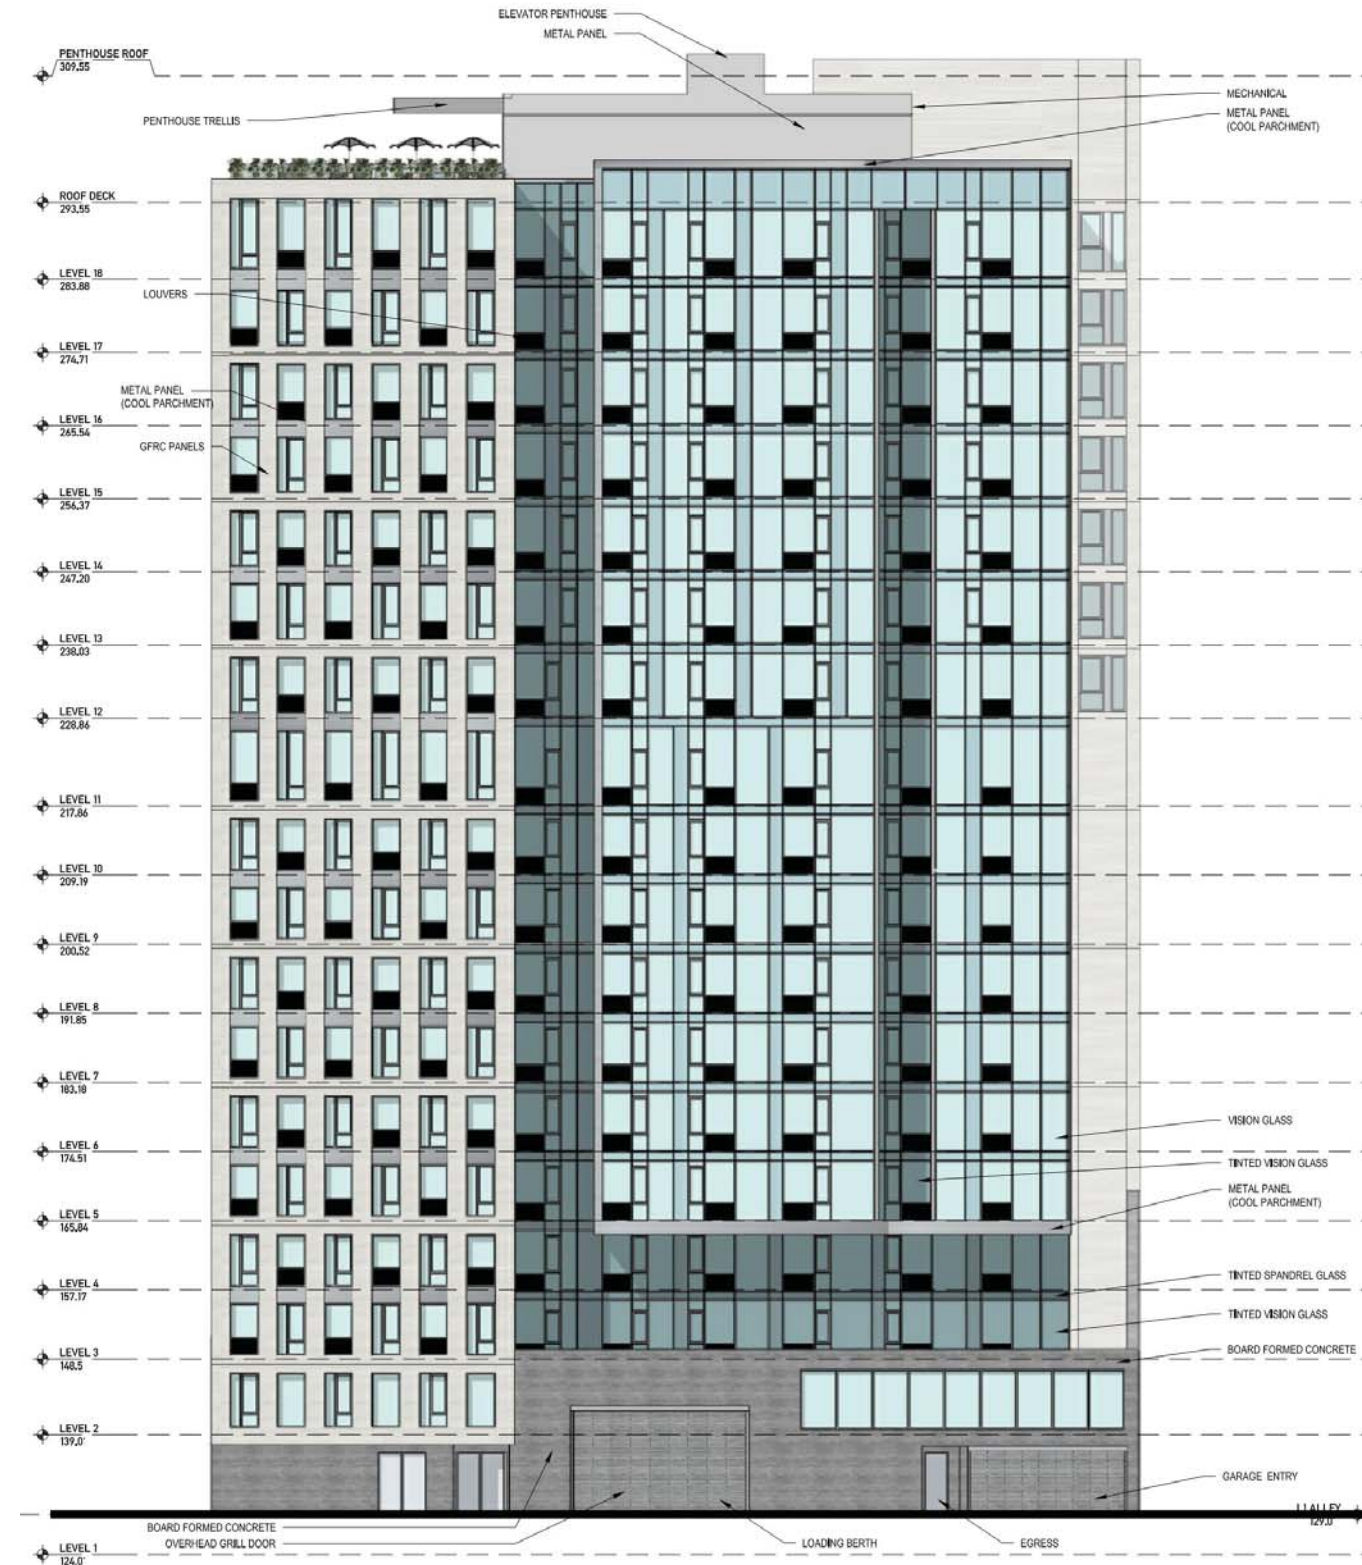 ELEVATOR PENTHOUSE
METAL PANEL
PENTHOUSE ROOF
309.55
MECHANICAL
METAL PANEL
(COOL PARCHMENT)
PENTHOUSE TRELLIS
ROOF DECK
293.55
LEVEL 18
283.88
LOUVERS
LEVEL 17
274.71
METAL PANEL
(COOL PARCHMENT)
LEVEL 16
265.54
GFRC PANELS
LEVEL 15
256.37
LEVEL 14
247.20
LEVEL 13
238.03
LEVEL 12
228.86
LEVEL 11
217.86
LEVEL 10
209.19
LEVEL 9
200.52
LEVEL 8
191.85
LEVEL 7
183.18
VISION GLASS
LEVEL 6
174.51
TINTED VISION GLASS
METAL PANEL
(COOL PARCHMENT)
LEVEL 5
165.84
TINTED SPANDREL GLASS
LEVEL 4
157.17
TINTED VISION GLASS
BOARD FORMED CONCRETE
LEVEL 3
148.5
LEVEL 2
139.0'
GARAGE ENTRY
ALLEY
129.0
BOARD FORMED CONCRETE
OVERHEAD GRILL DOOR
LOADING BERTH
EGRESS
LEVEL 1
124.0'